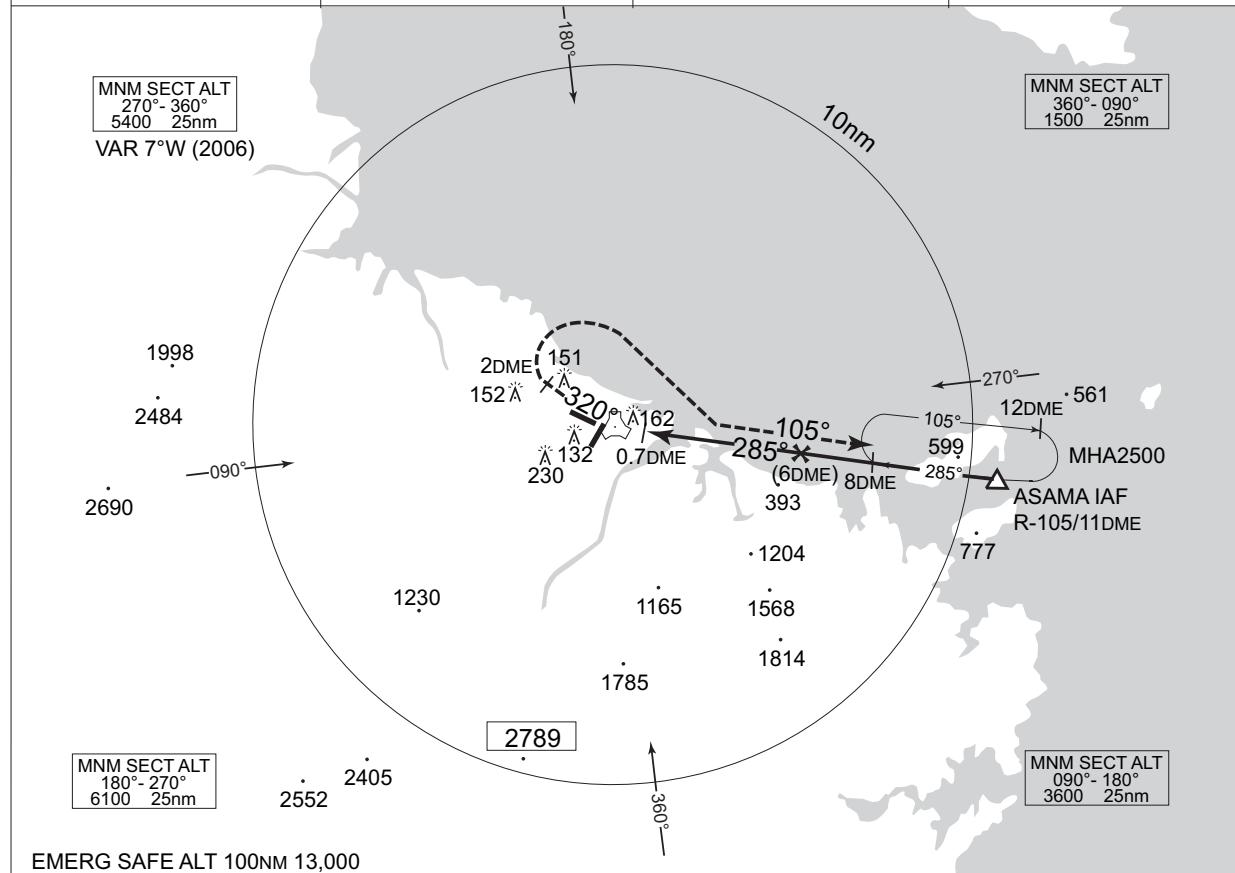 180°
MNM SECT ALT
270°- 360°
5400 25nm
VAR 7°W (2006)
MNM SECT ALT
360°- 090°
1500 25nm
10nm
1998
2484
090°
2690
2DME
151
152
320°
162
132
230
0.7DME
105°
285°
(6DME)
393
8DME
270°
561
12DME
105°
599
285°
MHA2500
ASAMA IAF
R-105/11DME
777
1204
1230
1165
1568
1814
1785
2789
2405
2552
360°
MNM SECT ALT
180°- 270°
6100 25nm
MNM SECT ALT
090°- 180°
3600 25nm
EMERG SAFE ALT 100NM 13,000